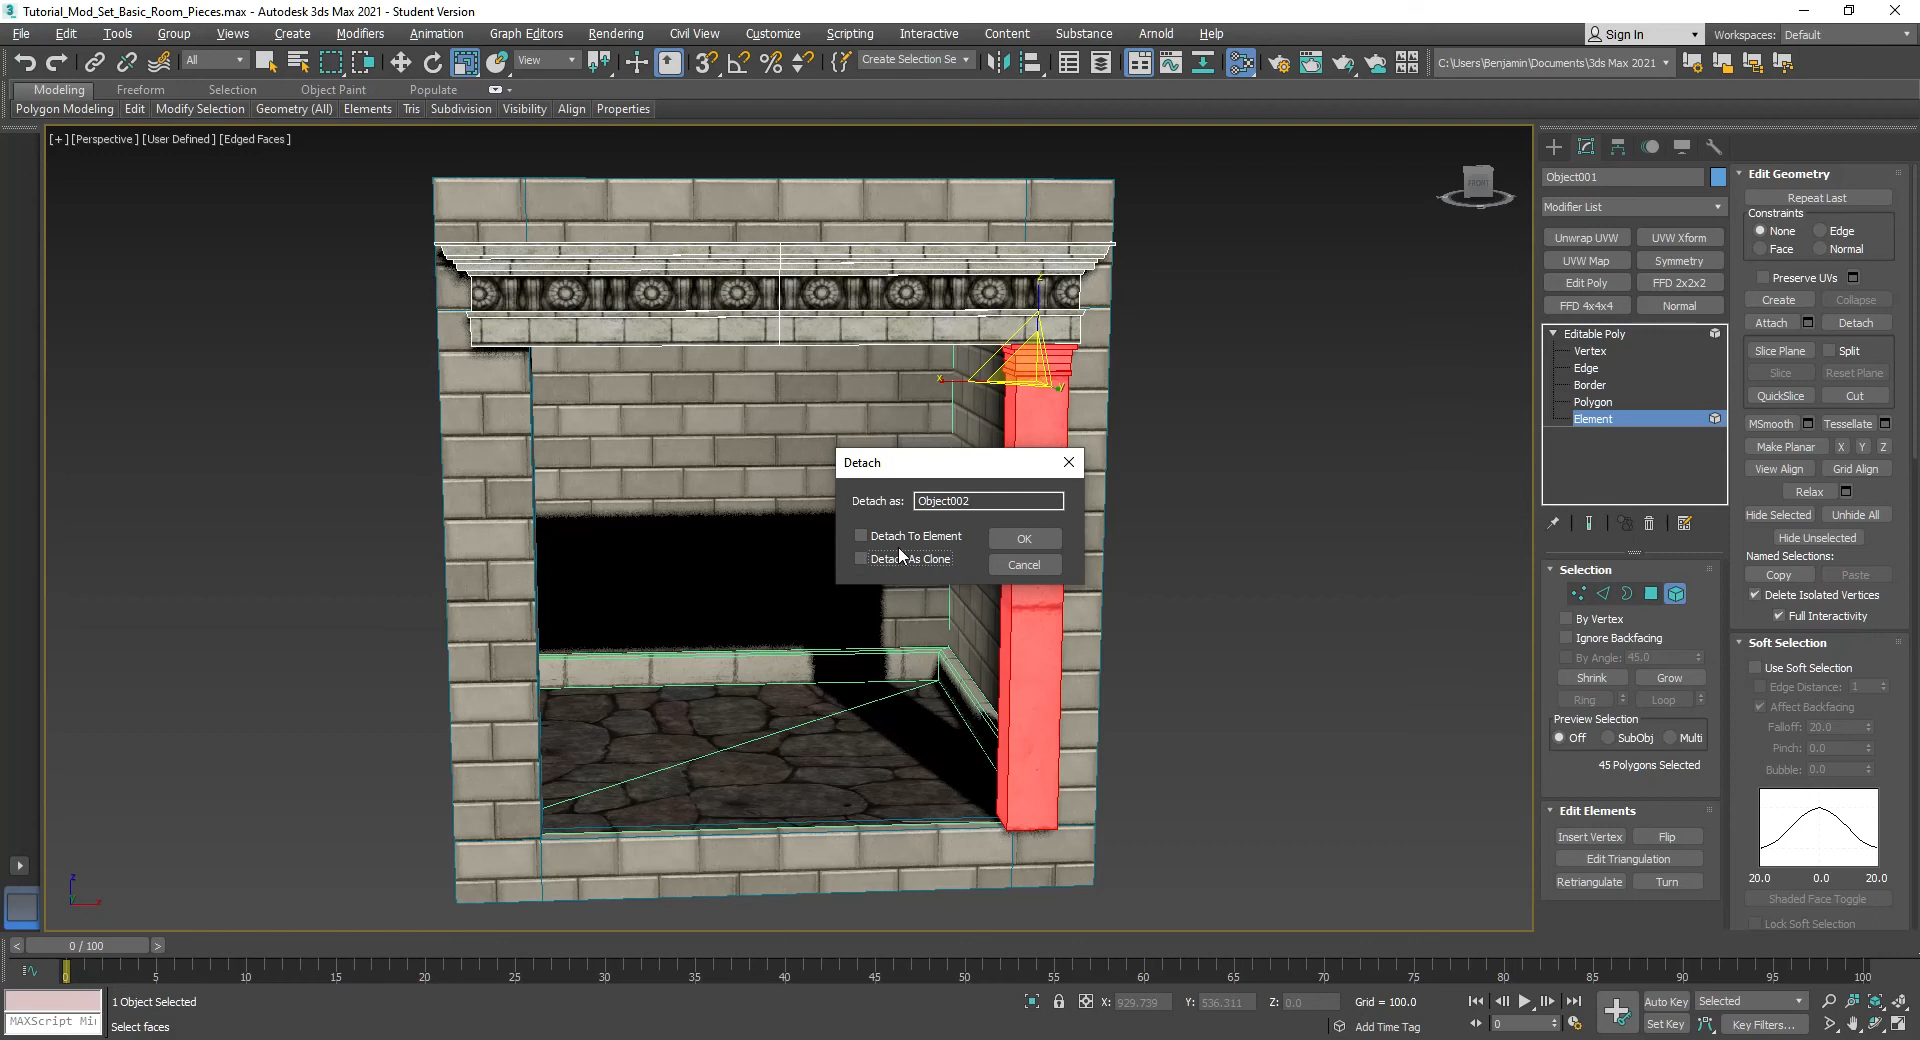 Tutorial_Mod_Set_Basic_Room_Pieces.max - Autodesk 3ds Max 2021 - Student Version
File Edit Tools Group Views Create Modifiers Animation Graph Editors Rendering Civil View Customize Scripting Interactive Content Substance Arnold Help
Sign In Workspaces: Default
All View Create Selection Se C:\Users\Benjamin\Documents\3ds Max 2021
Modeling Freeform Selection Object Paint Populate
Polygon Modeling Edit Modify Selection Geometry (All) Elements Tris Subdivision Visibility Align Properties
[+] [Perspective] [User Defined] [Edged Faces]
FRONT
z
x
y
Detach
Detach as: Object002
Detach To Element OK
Detach As Clone Cancel
z
x
Object001
Modifier List
Unwrap UVW UVW Xform
UVW Map Symmetry
Edit Poly FFD 2x2x2
FFD 4x4x4 Normal
Editable Poly
Vertex
Edge
Border
Polygon
Element
Selection
By Vertex
Ignore Backfacing
By Angle: 45.0
Shrink Grow
Ring Loop
Preview Selection
Off SubObj Multi
45 Polygons Selected
Edit Elements
Insert Vertex Flip
Edit Triangulation
Retriangulate Turn
Edit Geometry
Repeat Last
Constraints
None Edge
Face Normal
Preserve UVs
Create Collapse
Attach Detach
Slice Plane Split
Slice Reset Plane
QuickSlice Cut
MSmooth Tessellate
Make Planar X Y Z
View Align Grid Align
Relax
Hide Selected Unhide All
Hide Unselected
Named Selections:
Copy Paste
Delete Isolated Vertices
Full Interactivity
Soft Selection
Use Soft Selection
Edge Distance: 1
Affect Backfacing
Falloff: 20.0
Pinch: 0.0
Bubble: 0.0
20.0 0.0 20.0
Shaded Face Toggle
Lock Soft Selection
< 0 / 100 >
0 5 10 15 20 25 30 35 40 45 50 55 60 65 70 75 80 85 90 95 100
1 Object Selected X: 929.739 Y: 536.311 Z: 0.0 Grid = 100.0 Auto Key Selected
MAXScript Mi Select faces Add Time Tag 0 Set Key Key Filters...